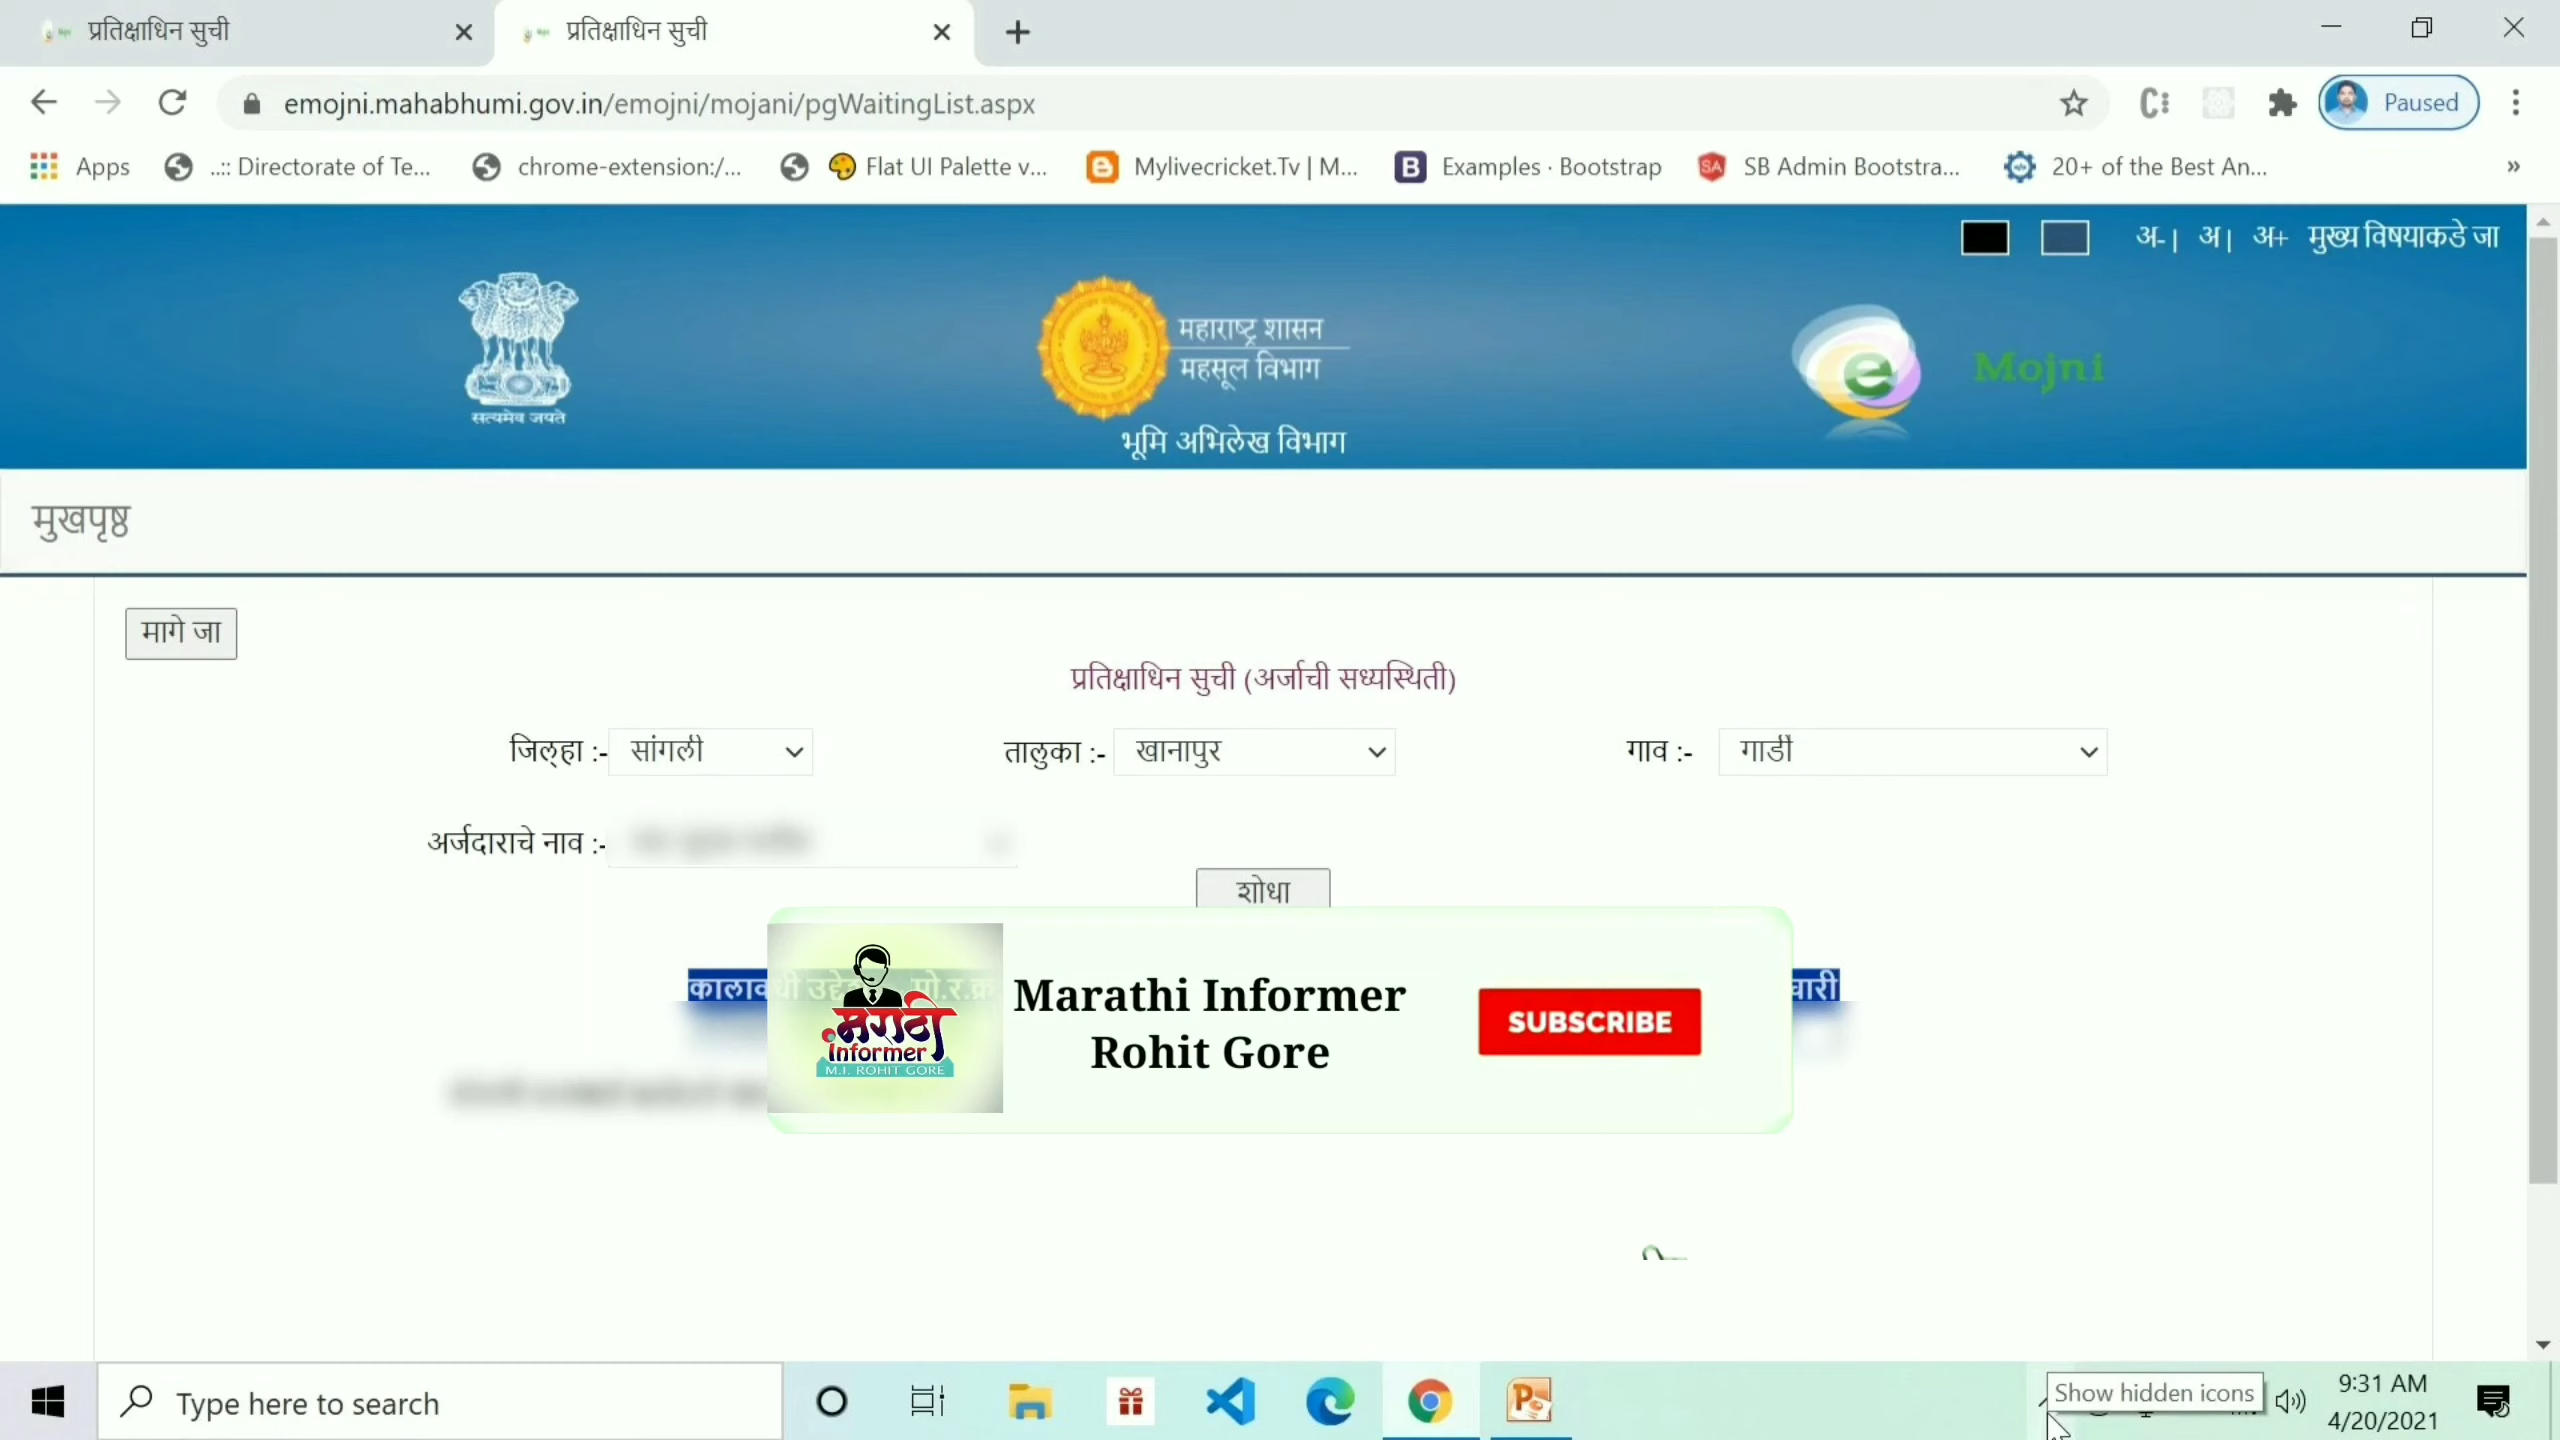 प्रतिक्षाधिन सुची
प्रतिक्षाधिन सुची
emojni.mahabhumi.gov.in/emojni/mojani/pgWaitingList.aspx
Paused
Apps
..:: Directorate of Te...
chrome-extension:/...
Flat UI Palette v...
Mylivecricket.Tv | M...
Examples · Bootstrap
SB Admin Bootstra...
20+ of the Best An...
»
अ- | अ | अ+ मुख्य विषयाकडे जा
सत्यमेव जयते
महाराष्ट्र शासन
महसूल विभाग
भूमि अभिलेख विभाग
e Mojni
मुखपृष्ठ
मागे जा
प्रतिक्षाधिन सुची (अर्जाची सध्यस्थिती)
जिल्हा :- सांगली
तालुका :- खानापुर
गाव :- गार्डी
अर्जदाराचे नाव :-
शोधा
मराठी
Informer
M.I. ROHIT GORE
Marathi Informer
Rohit Gore
SUBSCRIBE
Type here to search
Show hidden icons
9:31 AM
4/20/2021